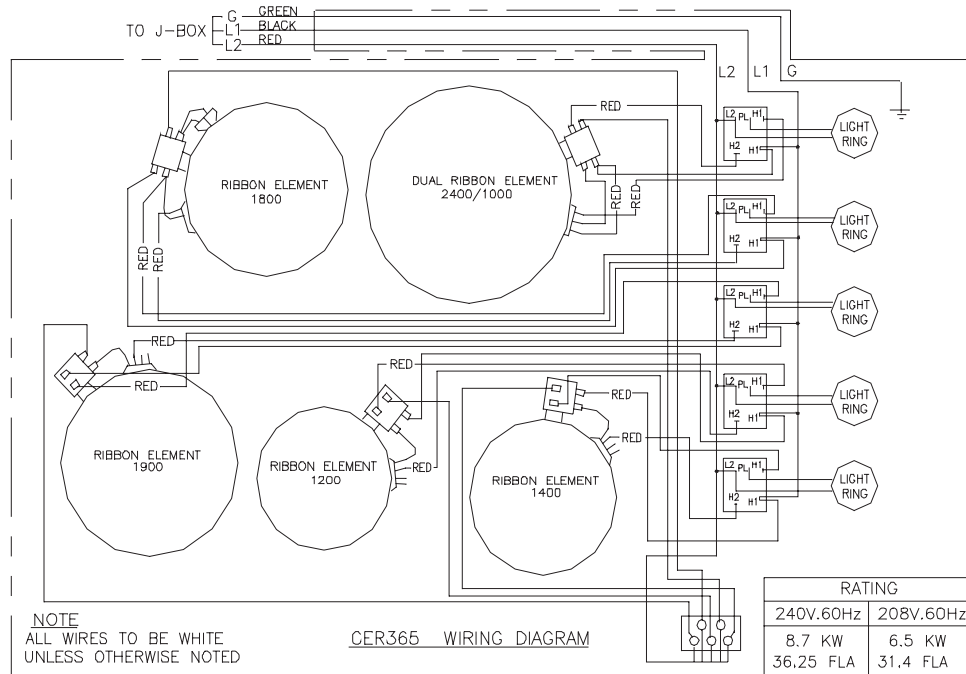 G GREEN
TO J-BOX L1 BLACK
L2 RED
L2 L1 G
RED
L2 PL H1
H2 H1
LIGHT
RING
RIBBON ELEMENT
1800
DUAL RIBBON ELEMENT
2400/1000
RED
RED
L2 PL H1
H2 H1
LIGHT
RING
RED
RED
L2 PL H1
H2 H1
LIGHT
RING
RED
RED
RED
L2 PL H1
H2 H1
LIGHT
RING
RED
RED
RED
RIBBON ELEMENT
1900
RIBBON ELEMENT
1200
RIBBON ELEMENT
1400
L2 PL H1
H2 H1
LIGHT
RING
NOTE
ALL WIRES TO BE WHITE
UNLESS OTHERWISE NOTED
CER365 WIRING DIAGRAM
RATING
240V.60Hz 208V.60Hz
8.7 KW 6.5 KW
36.25 FLA 31.4 FLA